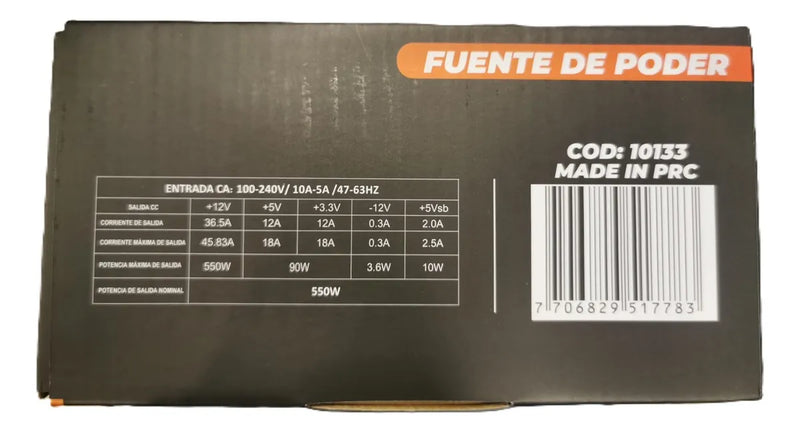 FUENTE DE PODER
COD: 10133
MADE IN PRC
ENTRADA CA: 100-240V/ 10A-5A /47-63HZ
SALIDA CC +12V +5V +3.3V -12V +5Vsb
CORRIENTE DE SALIDA 36.5A 12A 12A 0.3A 2.0A
CORRIENTE MÁXIMA DE SALIDA 45.83A 18A 18A 0.3A 2.5A
POTENCIA MÁXIMA DE SALIDA 550W 90W 3.6W 10W
POTENCIA DE SALIDA NOMINAL 550W
7 706829 517783